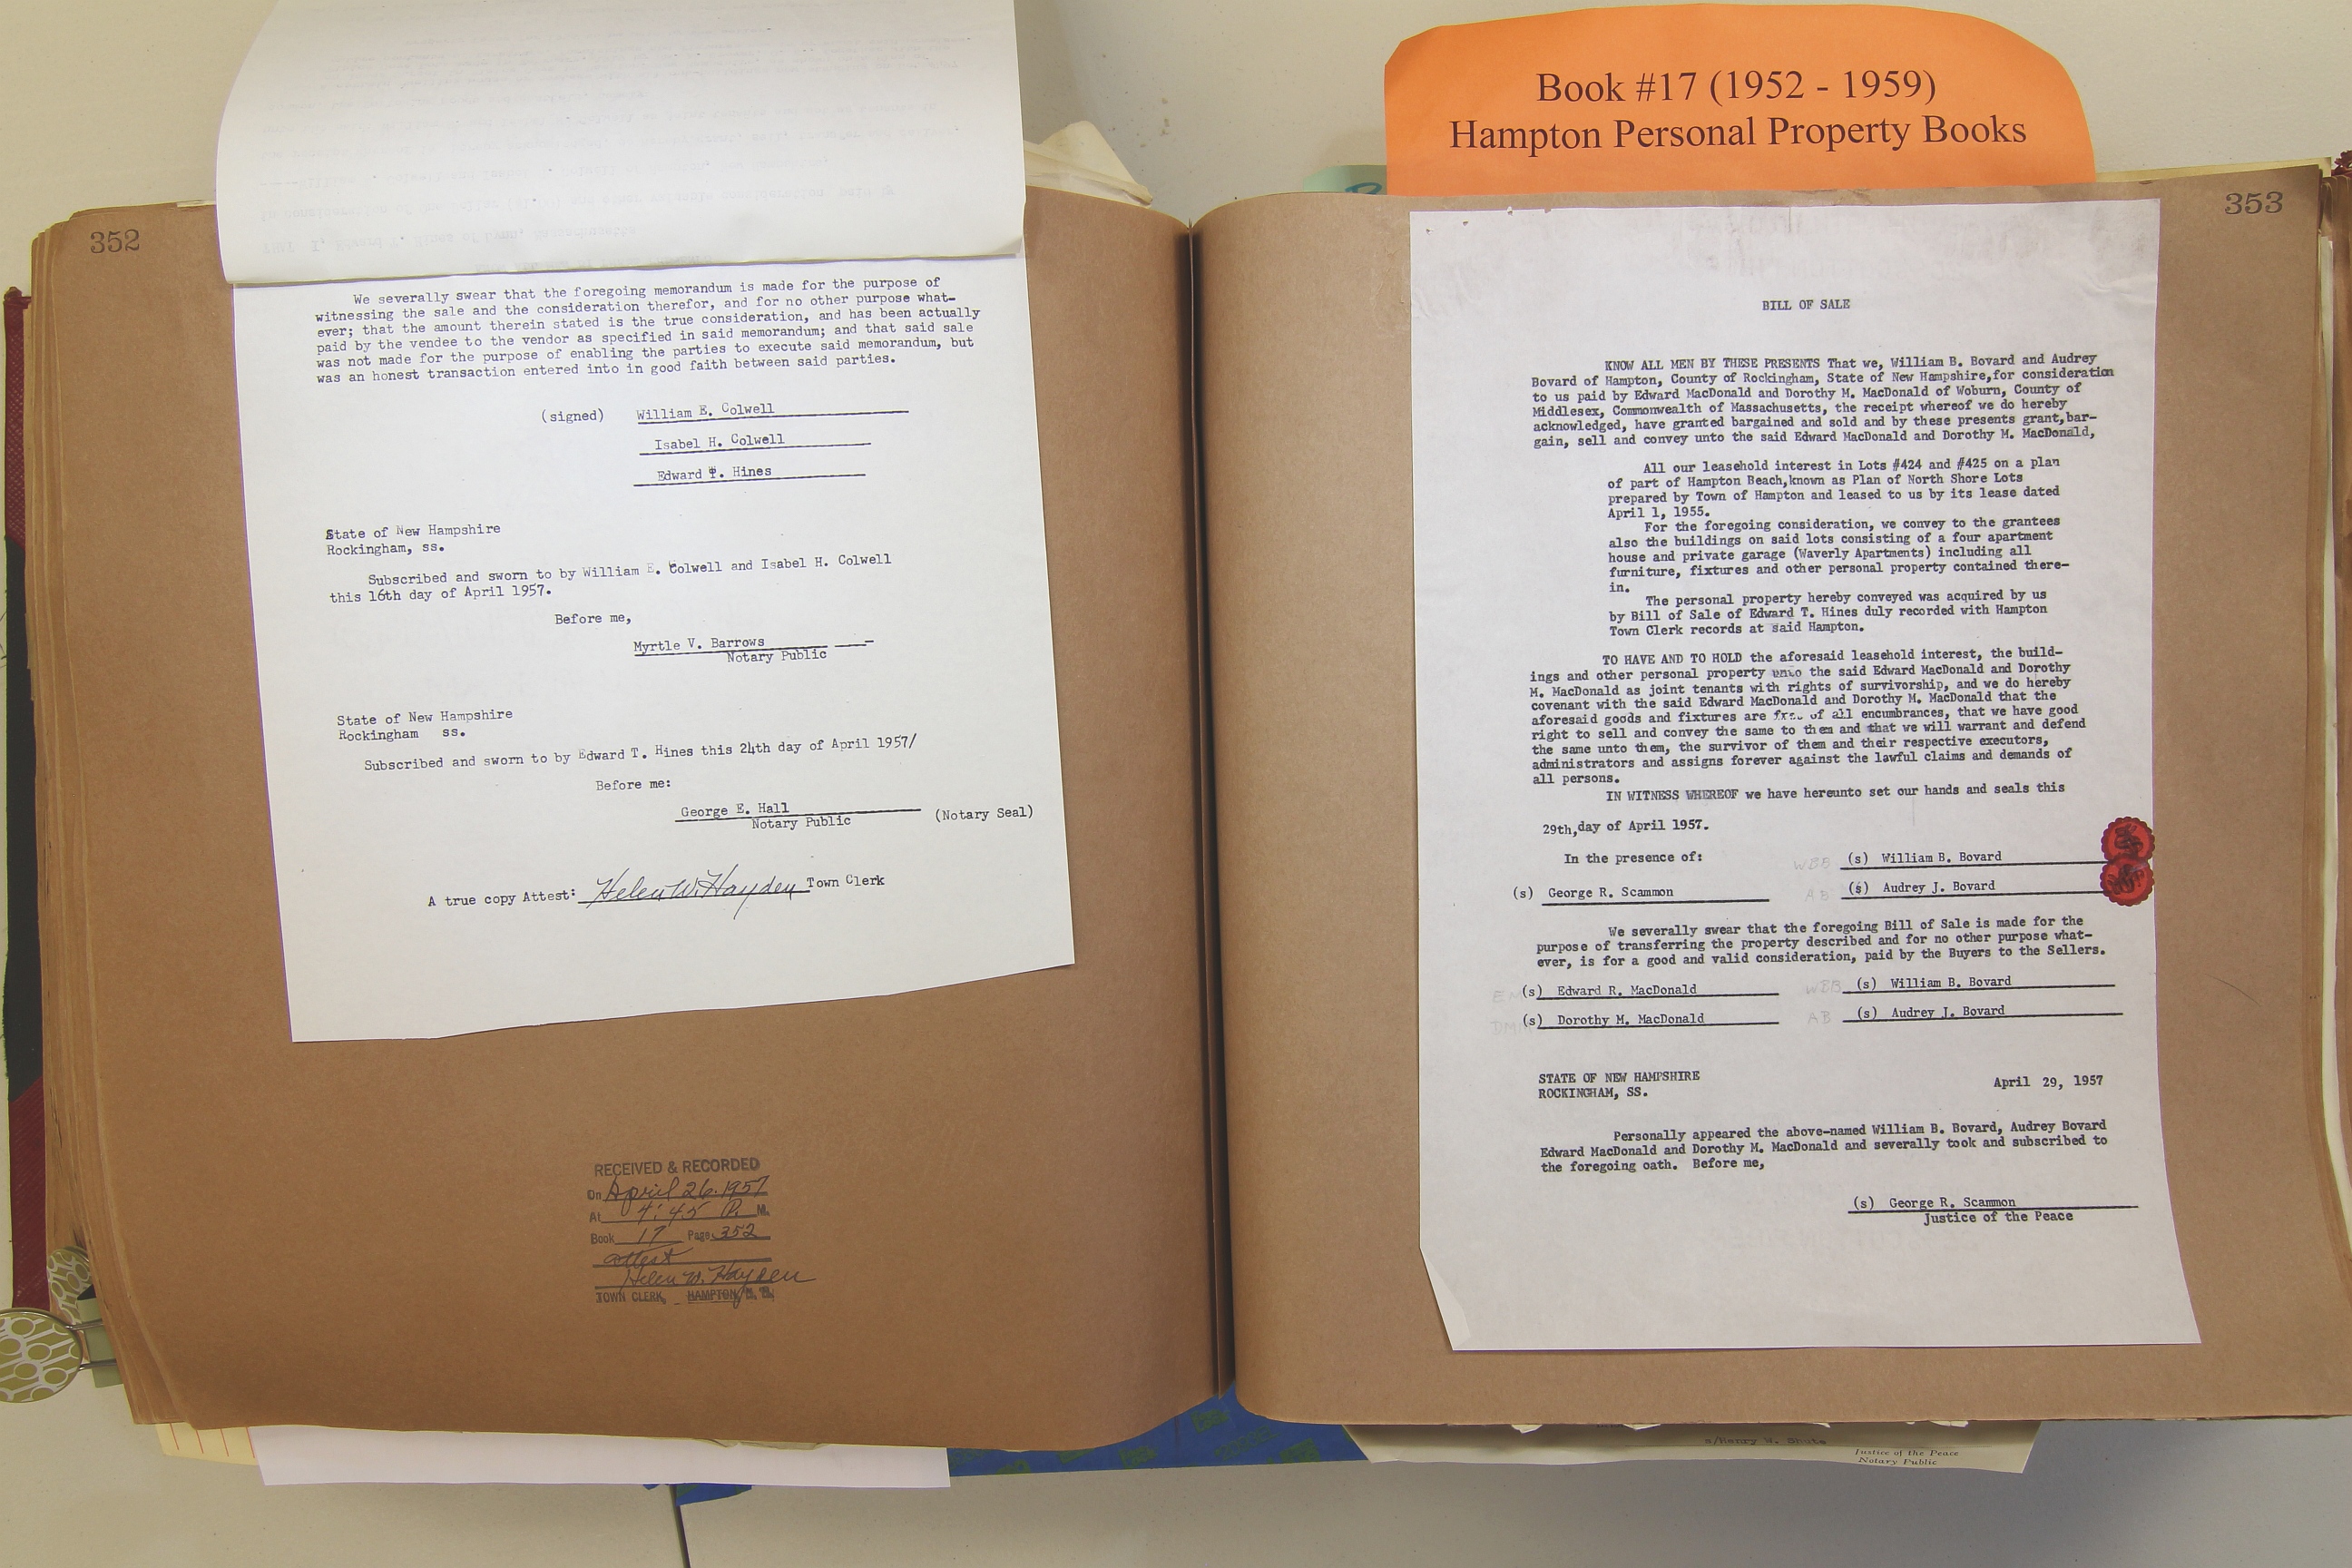 Book #17 (1952 - 1959)
Hampton Personal Property Books
352
We severally swear that the foregoing memorandum is made for the purpose of
witnessing the sale and the consideration therefor, and for no other purpose what-
ever; that the amount therein stated is the true consideration, and has been actually
paid by the vendee to the vendor as specified in said memorandum; and that said sale
was not made for the purpose of enabling the parties to execute said memorandum, but
was an honest transaction entered into in good faith between said parties.
(signed) William E. Colwell
Isabel H. Colwell
Edward T. Hines
State of New Hampshire
Rockingham, ss.
Subscribed and sworn to by William E. Colwell and Isabel H. Colwell
this 16th day of April 1957.
Before me,
Myrtle V. Barrows
Notary Public
State of New Hampshire
Rockingham ss.
Subscribed and sworn to by Edward T. Hines this 24th day of April 1957/
Before me:
George E. Hall
Notary Public (Notary Seal)
A true copy Attest: Helen W. Hayden Town Clerk
RECEIVED & RECORDED
On April 26, 1957
At 4:45 P. M.
Book 17 Page 352
attest
Helen W. Hayden
TOWN CLERK, HAMPTON, N. H.
353
BILL OF SALE
KNOW ALL MEN BY THESE PRESENTS That we, William B. Bovard and Audrey
Bovard of Hampton, County of Rockingham, State of New Hampshire,for consideration
to us paid by Edward MacDonald and Dorothy M. MacDonald of Woburn, County of
Middlesex, Commonwealth of Massachusetts, the receipt whereof we do hereby
acknowledged, have granted bargained and sold and by these presents grant,bar-
gain, sell and convey unto the said Edward MacDonald and Dorothy M. MacDonald,
All our leasehold interest in Lots #424 and #425 on a plan
of part of Hampton Beach,known as Plan of North Shore Lots
prepared by Town of Hampton and leased to us by its lease dated
April 1, 1955.
For the foregoing consideration, we convey to the grantees
also the buildings on said lots consisting of a four apartment
house and private garage (Waverly Apartments) including all
furniture, fixtures and other personal property contained there-
in.
The personal property hereby conveyed was acquired by us
by Bill of Sale of Edward T. Hines duly recorded with Hampton
Town Clerk records at said Hampton.
TO HAVE AND TO HOLD the aforesaid leasehold interest, the build-
ings and other personal property unto the said Edward MacDonald and Dorothy
M. MacDonald as joint tenants with rights of survivorship, and we do hereby
covenant with the said Edward MacDonald and Dorothy M. MacDonald that the
aforesaid goods and fixtures are free of all encumbrances, that we have good
right to sell and convey the same to them and that we will warrant and defend
the same unto them, the survivor of them and their respective executors,
administrators and assigns forever against the lawful claims and demands of
all persons.
IN WITNESS WHEREOF we have hereunto set our hands and seals this
29th,day of April 1957.
In the presence of: WBB (s) William B. Bovard
(s) George R. Scammon AB (s) Audrey J. Bovard
We severally swear that the foregoing Bill of Sale is made for the
purpose of transferring the property described and for no other purpose what-
ever, is for a good and valid consideration, paid by the Buyers to the Sellers.
EM (s) Edward R. MacDonald WBB (s) William B. Bovard
DM (s) Dorothy M. MacDonald AB (s) Audrey J. Bovard
STATE OF NEW HAMPSHIRE
ROCKINGHAM, SS. April 29, 1957
Personally appeared the above-named William B. Bovard, Audrey Bovard
Edward MacDonald and Dorothy M. MacDonald and severally took and subscribed to
the foregoing oath. Before me,
(s) George R. Scammon
Justice of the Peace
s/Henry W. Shute
Justice of the Peace
Notary Public